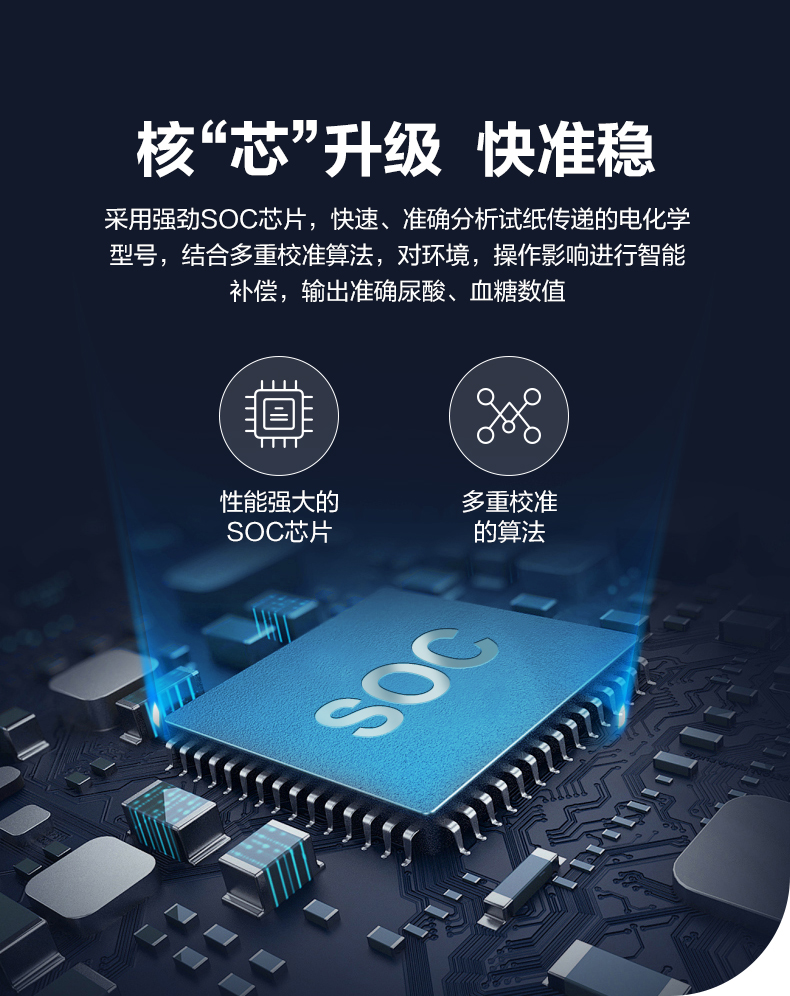 核“芯”升级 快准稳
采用强劲SOC芯片，快速、准确分析试纸传递的电化学
型号，结合多重校准算法，对环境，操作影响进行智能
补偿，输出准确尿酸、血糖数值
性能强大的
SOC芯片
多重校准
的算法
SOC